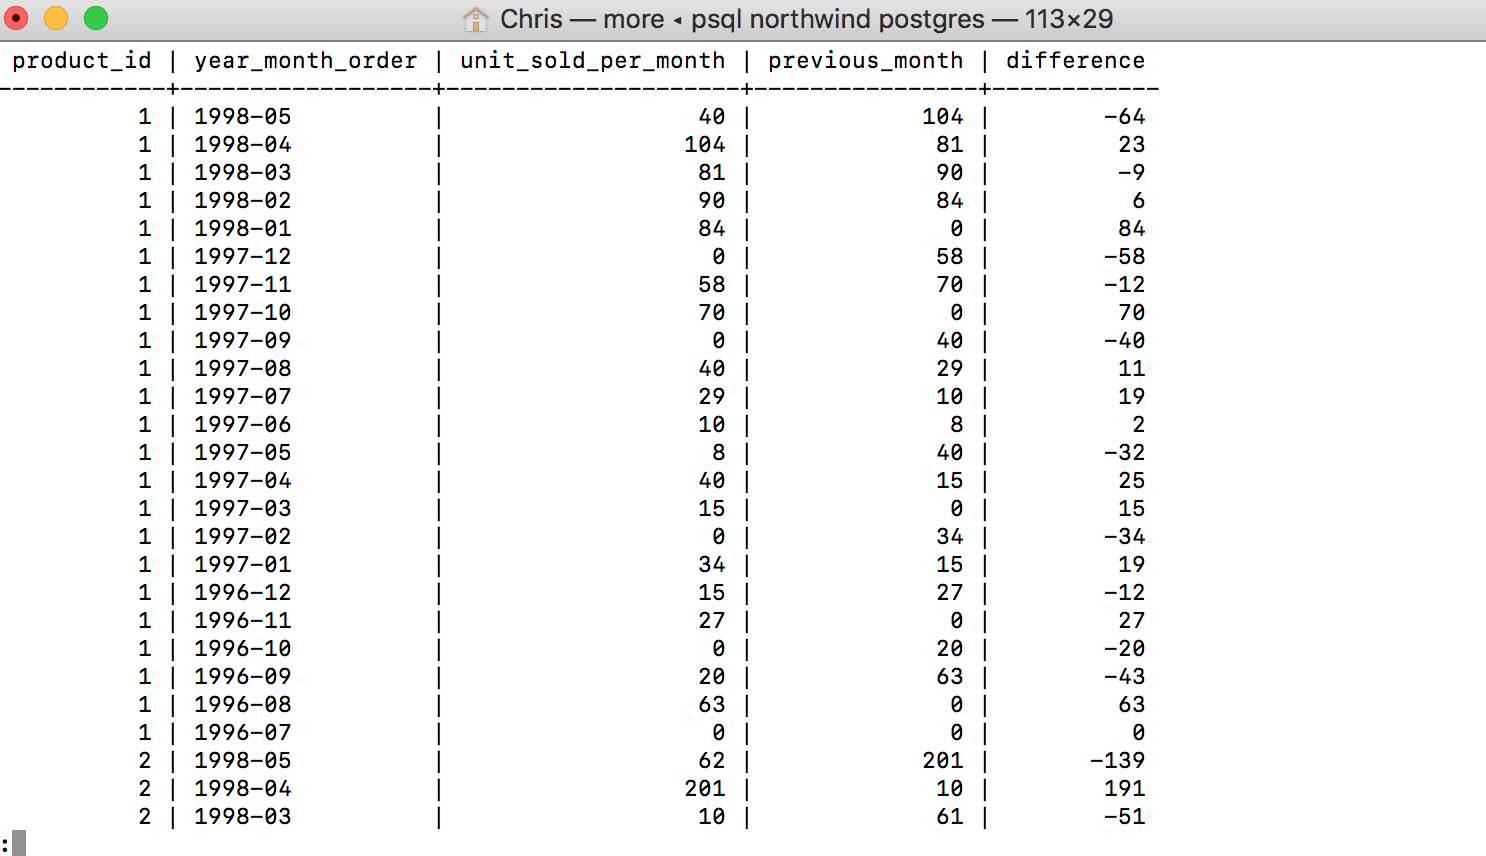 Chris — more ◂ psql northwind postgres — 113×29
product_id | year_month_order | unit_sold_per_month | previous_month | difference
------------+------------------+---------------------+----------------+------------
1 | 1998-05 | 40 | 104 | -64
1 | 1998-04 | 104 | 81 | 23
1 | 1998-03 | 81 | 90 | -9
1 | 1998-02 | 90 | 84 | 6
1 | 1998-01 | 84 | 0 | 84
1 | 1997-12 | 0 | 58 | -58
1 | 1997-11 | 58 | 70 | -12
1 | 1997-10 | 70 | 0 | 70
1 | 1997-09 | 0 | 40 | -40
1 | 1997-08 | 40 | 29 | 11
1 | 1997-07 | 29 | 10 | 19
1 | 1997-06 | 10 | 8 | 2
1 | 1997-05 | 8 | 40 | -32
1 | 1997-04 | 40 | 15 | 25
1 | 1997-03 | 15 | 0 | 15
1 | 1997-02 | 0 | 34 | -34
1 | 1997-01 | 34 | 15 | 19
1 | 1996-12 | 15 | 27 | -12
1 | 1996-11 | 27 | 0 | 27
1 | 1996-10 | 0 | 20 | -20
1 | 1996-09 | 20 | 63 | -43
1 | 1996-08 | 63 | 0 | 63
1 | 1996-07 | 0 | 0 | 0
2 | 1998-05 | 62 | 201 | -139
2 | 1998-04 | 201 | 10 | 191
2 | 1998-03 | 10 | 61 | -51
: